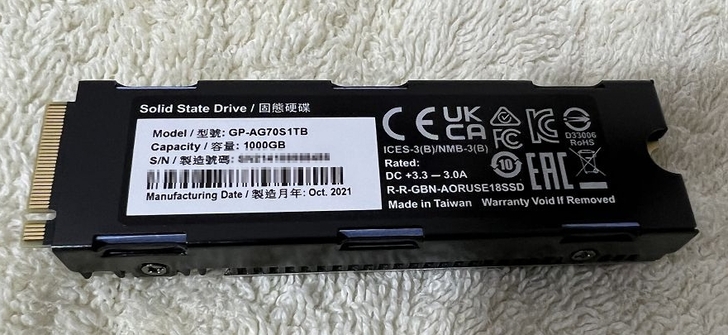 Solid State Drive / 固態硬碟
Model / 型號: GP-AG70S1TB
Capacity / 容量: 1000GB
S/N / 製造號碼:
Manufacturing Date / 製造月年: Oct. 2021
CE UK CA FC
D33006
RoHS
ICES-3(B)/NMB-3(B)
Rated:
DC +3.3 – 3.0A
10
EAC
R-R-GBN-AORUSE18SSD
Made in Taiwan Warranty Void If Removed